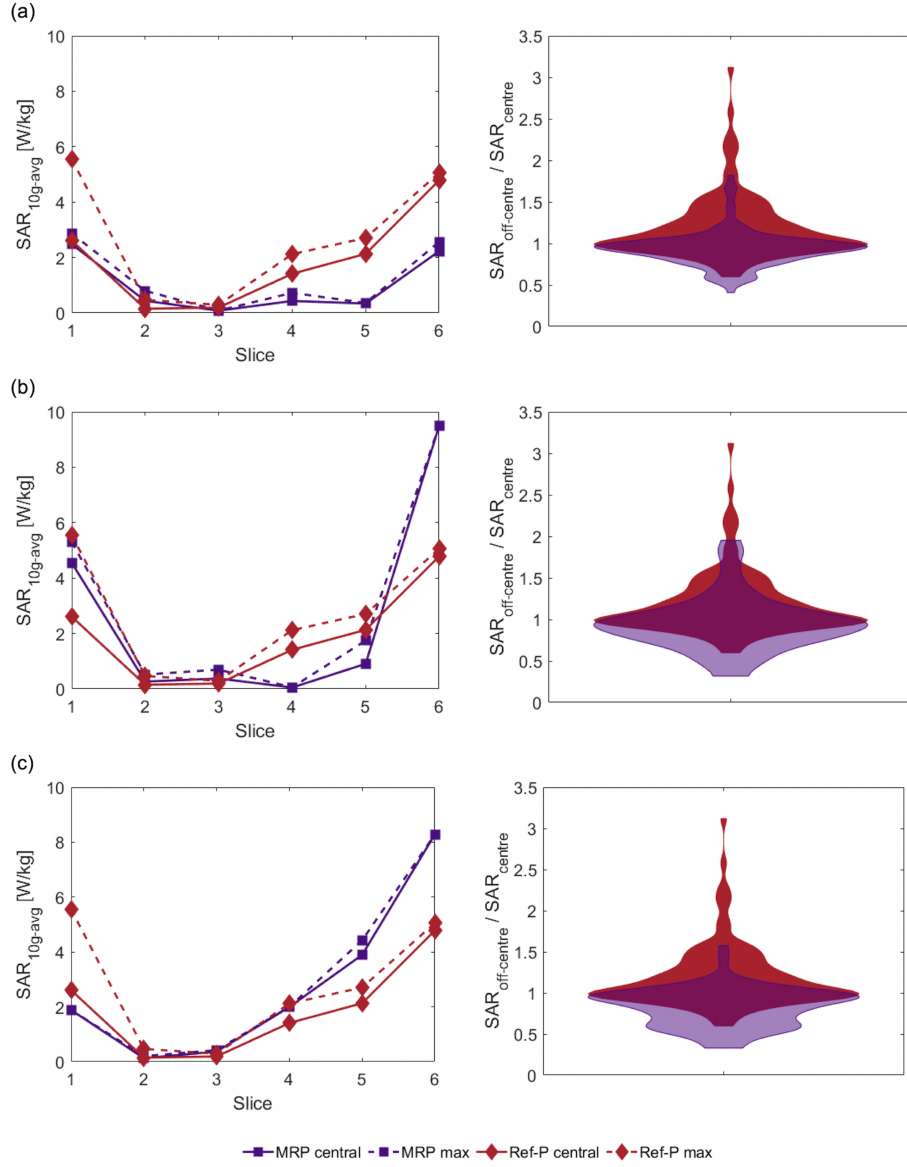 (a)
10
8
6
4
2
0
1 2 3 4 5 6
SAR10g-avg [W/kg]
Slice
3.5
3
2.5
2
1.5
1
0.5
0
SARoff-centre / SARcentre
(b)
10
8
6
4
2
0
1 2 3 4 5 6
SAR10g-avg [W/kg]
Slice
3.5
3
2.5
2
1.5
1
0.5
0
SARoff-centre / SARcentre
(c)
10
8
6
4
2
0
1 2 3 4 5 6
SAR10g-avg [W/kg]
Slice
3.5
3
2.5
2
1.5
1
0.5
0
SARoff-centre / SARcentre
MRP central MRP max Ref-P central Ref-P max